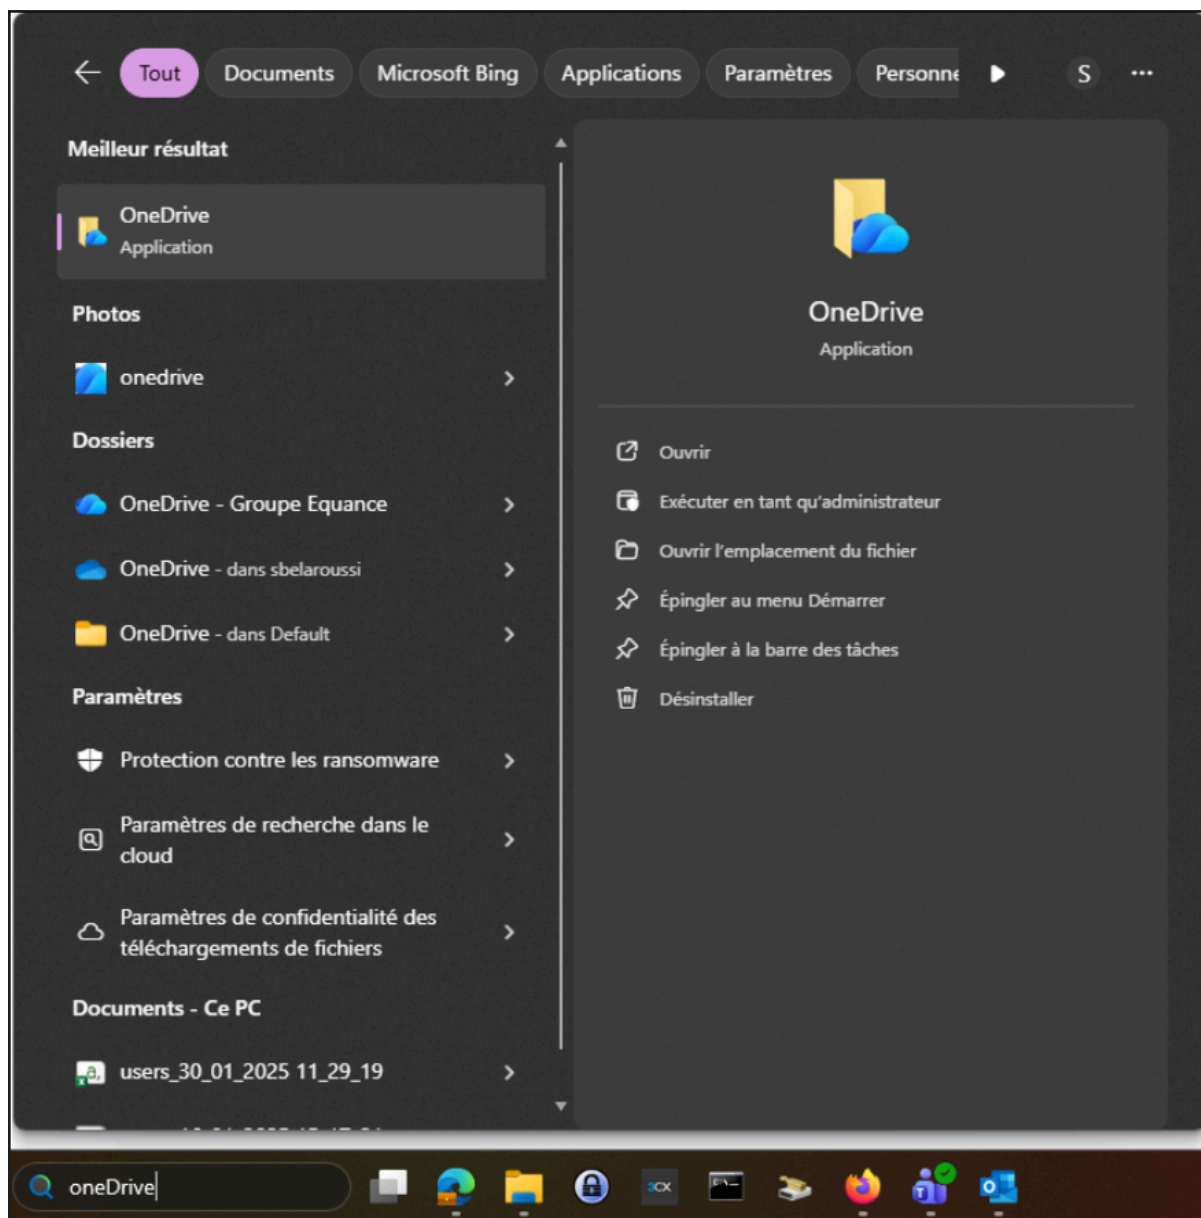 Tout Documents Microsoft Bing Applications Paramètres Personne S
Meilleur résultat
OneDrive
Application
Photos
onedrive
Dossiers
OneDrive - Groupe Equance
OneDrive - dans sbelaroussi
OneDrive - dans Default
Paramètres
Protection contre les ransomware
Paramètres de recherche dans le
cloud
Paramètres de confidentialité des
téléchargements de fichiers
Documents - Ce PC
users_30_01_2025 11_29_19
OneDrive
Application
Ouvrir
Exécuter en tant qu'administrateur
Ouvrir l'emplacement du fichier
Épingler au menu Démarrer
Épingler à la barre des tâches
Désinstaller
oneDrive
3CX